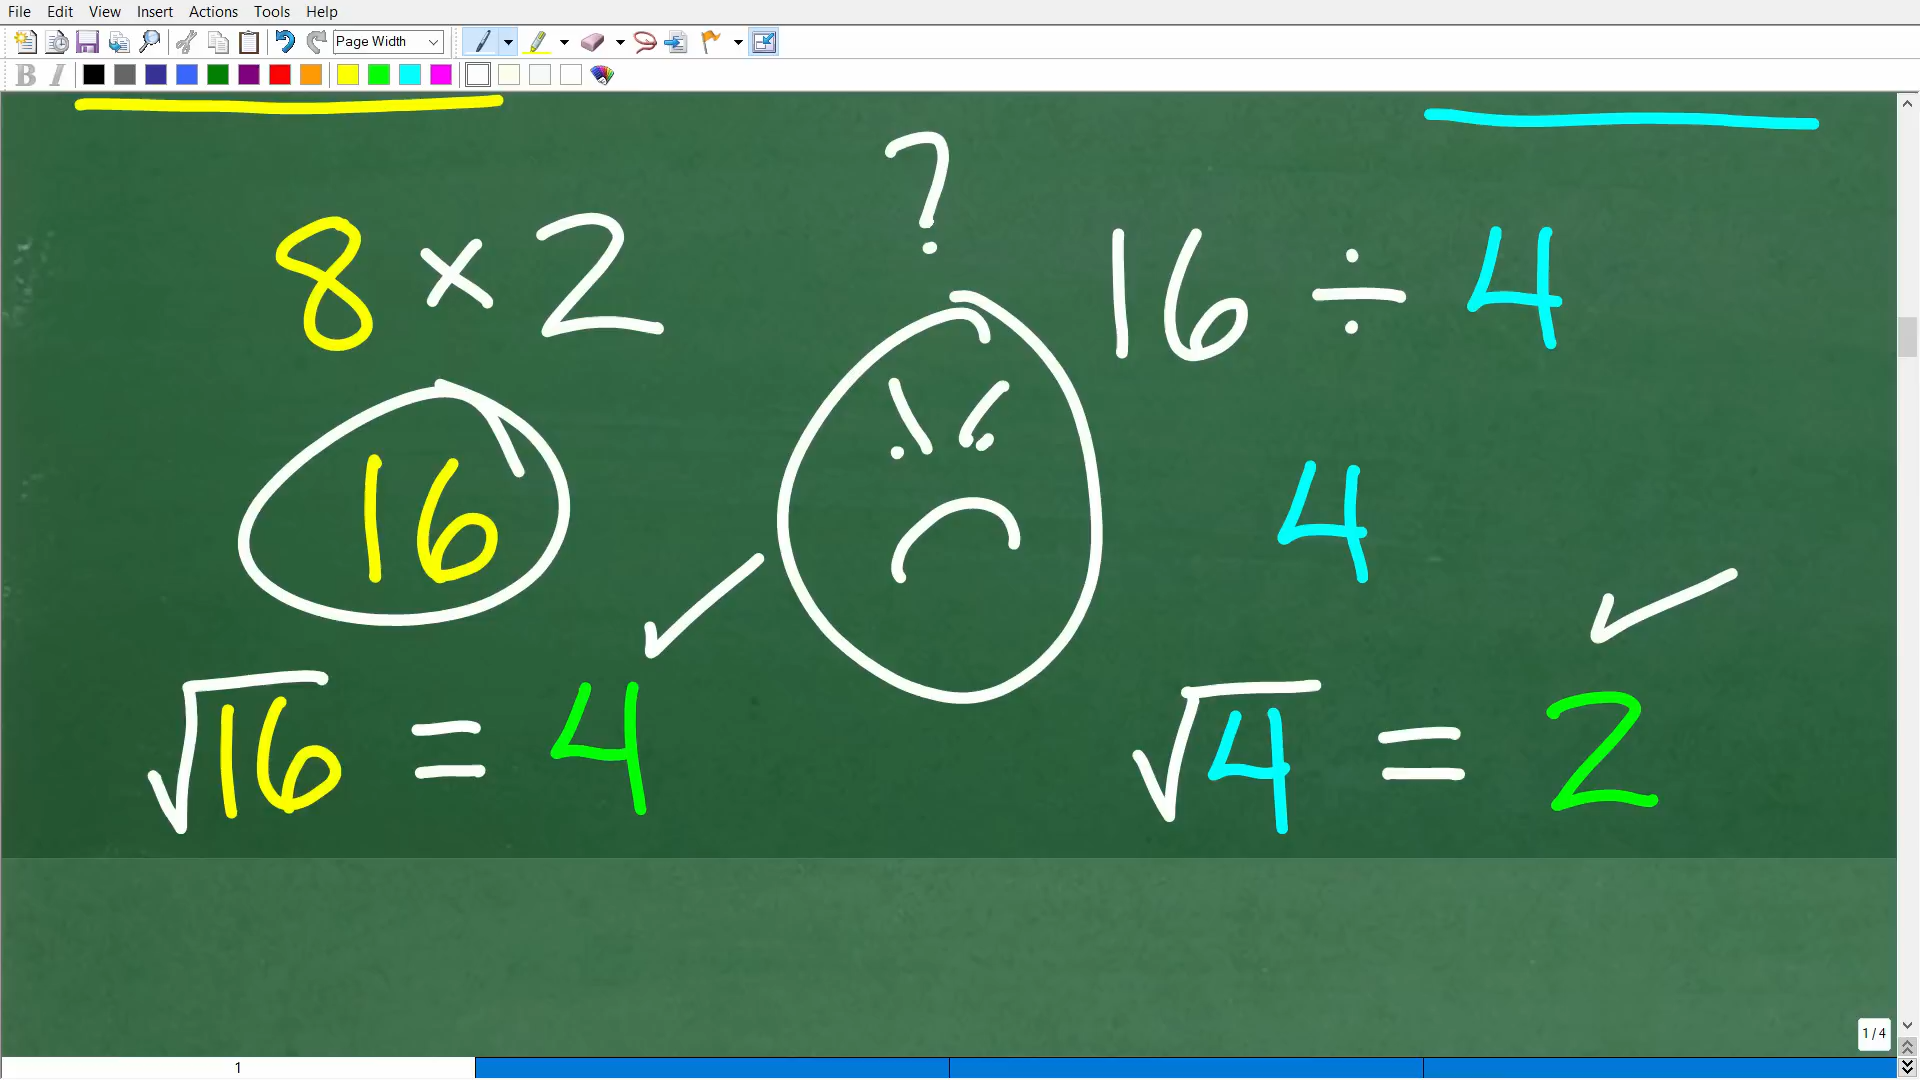 File Edit View Insert Actions Tools Help
Page Width
B I
?
8 × 2
16 ÷ 4
16
4
√16 = 4
√4 = 2
1 / 4
1